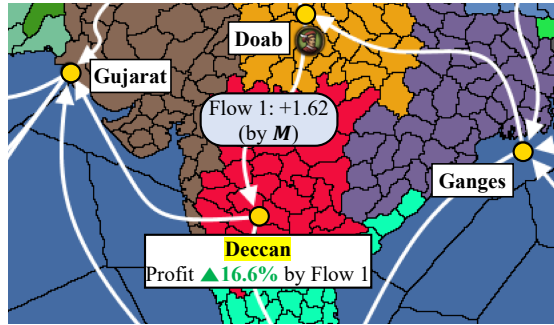 Doab
Gujarat
Flow 1: +1.62
(by M)
Ganges
Deccan
Profit ▲16.6% by Flow 1